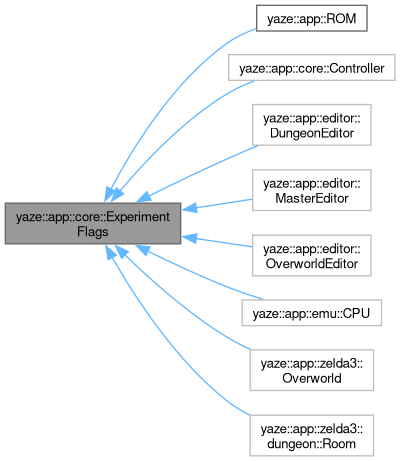 yaze::app::ROM
yaze::app::core::Controller
yaze::app::editor::
DungeonEditor
yaze::app::editor::
MasterEditor
yaze::app::core::Experiment
Flags
yaze::app::editor::
OverworldEditor
yaze::app::emu::CPU
yaze::app::zelda3::
Overworld
yaze::app::zelda3::
dungeon::Room